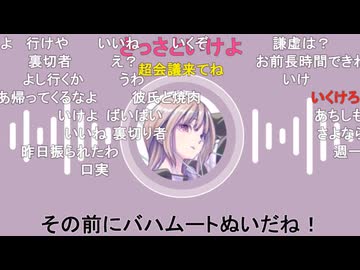 さっさといけよ
よ 行けや いいね いくぞ 謙虚は?
裏切者 え? 超会議来てね お前長時間できね
よし行くか うわ いけ
あ帰ってくるなよ 彼氏と焼肉 いくけろ
いけよ ばいばい あちしも
いいね 裏切り者 さよなら
昨日振られたわ 週一
口実
その前にバハムートぬいだね!